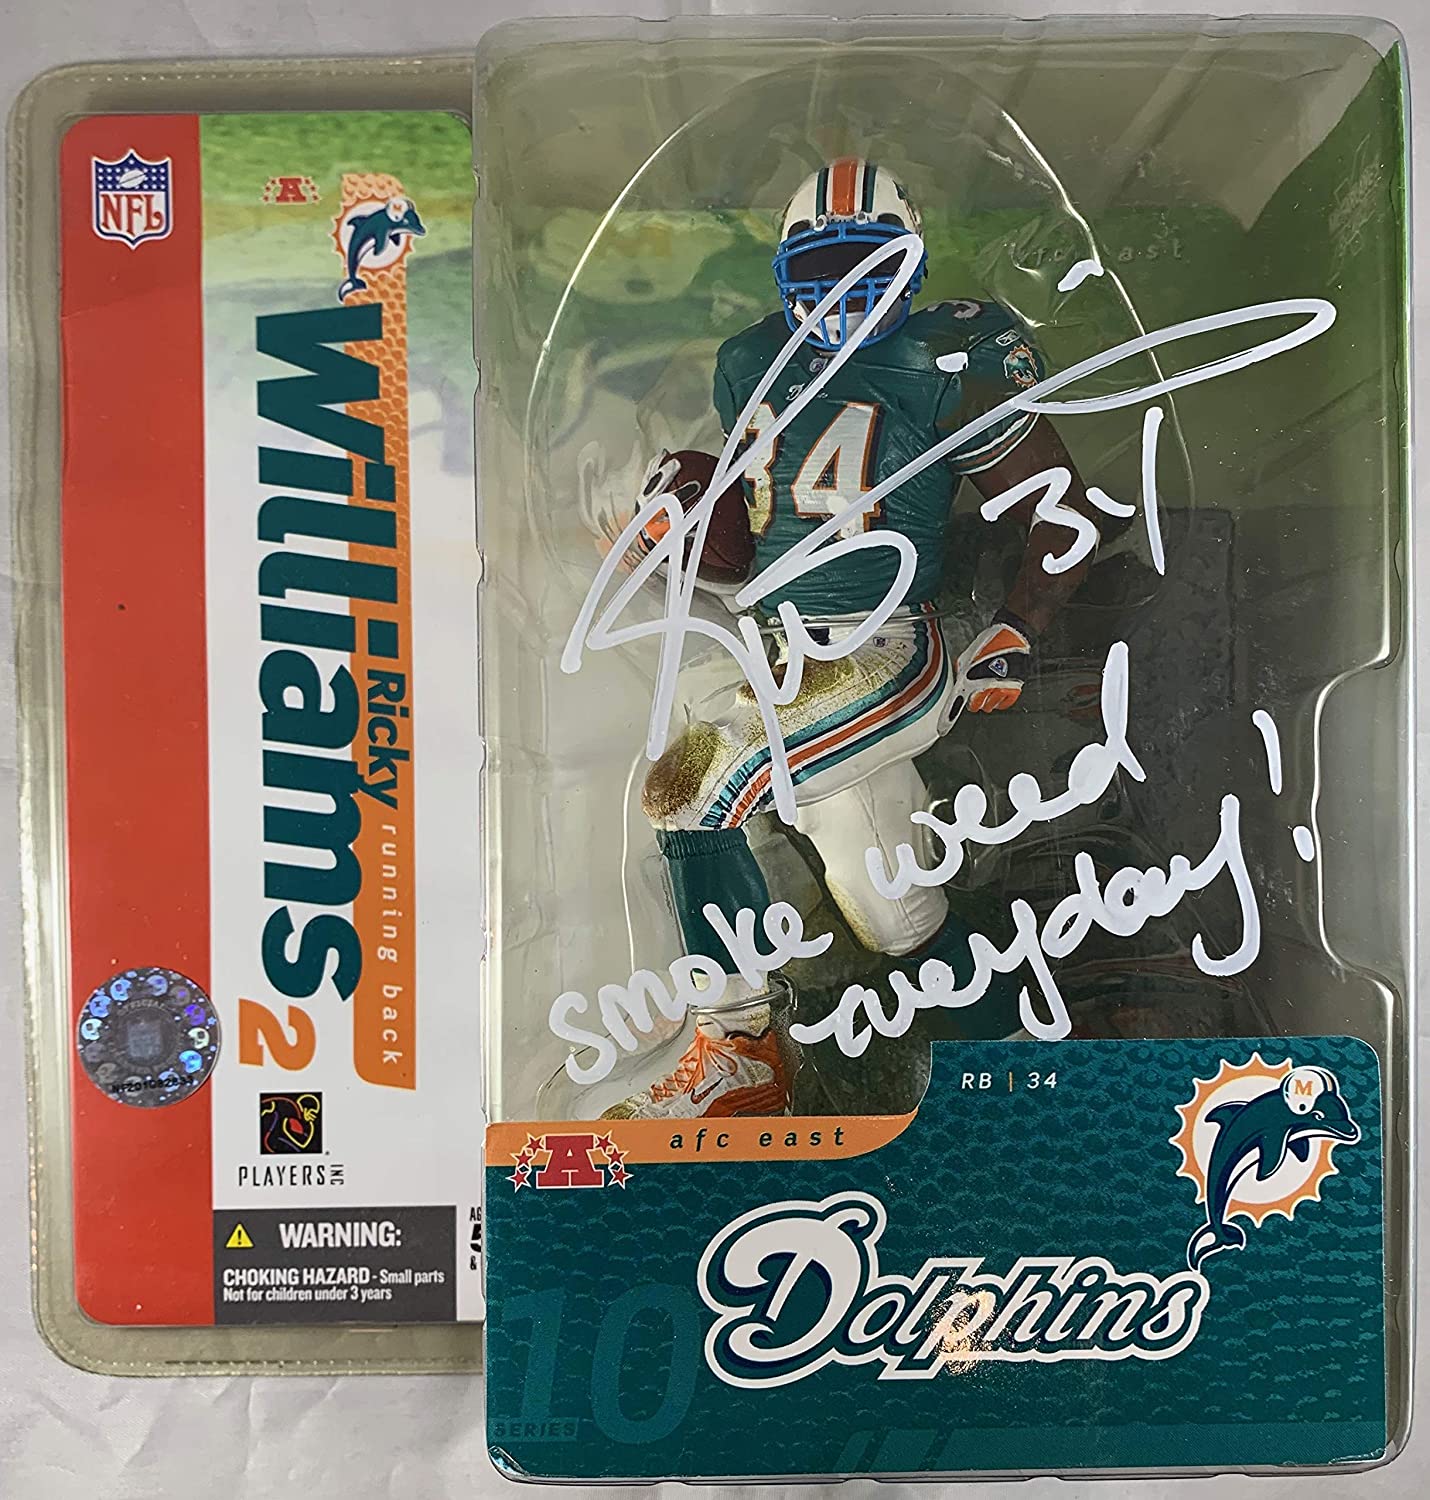 NFL
A
Williams 2
Ricky running back
PLAYERS INC
WARNING:
CHOKING HAZARD - Small parts
Not for children under 3 years
afc east
34
34
34
smoke weed
everyday!
RB | 34
M
A
afc east
Dolphins
10
SERIES